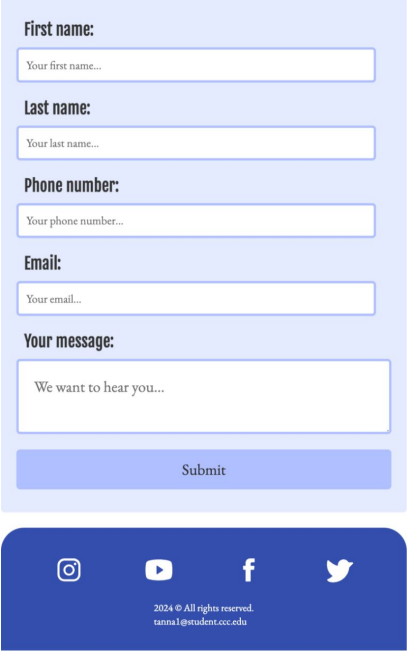 First name:
Your first name...
Last name:
Your last name...
Phone number:
Your phone number...
Email:
Your email...
Your message:
We want to hear you...
Submit
2024 © All rights reserved.
tanna1@student.ccc.edu